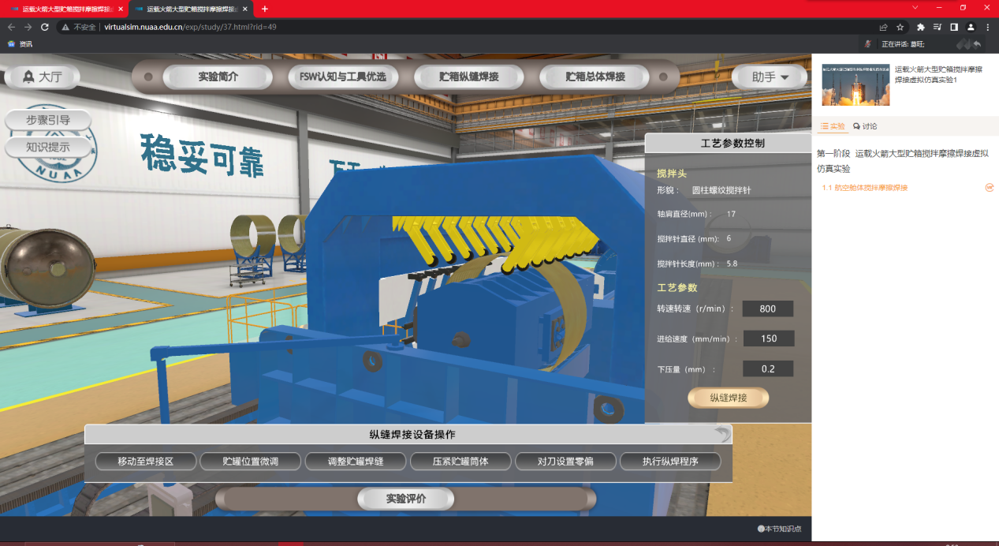 运载火箭大型贮箱搅拌摩擦焊接
运载火箭大型贮箱搅拌摩擦焊接
不安全 virtualsim.nuaa.edu.cn/exp/study/37.html?rid=49
资讯
正在讲话: 葛旺;
大厅
实验简介
FSW认知与工具优选
贮箱纵缝焊接
贮箱总体焊接
助手
步骤引导
知识提示
NUAA
稳妥可靠
工艺参数控制
搅拌头
形貌： 圆柱螺纹搅拌针
轴肩直径(mm)： 17
搅拌针直径 (mm): 6
搅拌针长度(mm)： 5.8
工艺参数
转速转速（r/min）： 800
进给速度（mm/min）: 150
下压量（mm）： 0.2
纵缝焊接
纵缝焊接设备操作
移动至焊接区
贮罐位置微调
调整贮罐焊缝
压紧贮罐筒体
对刀设置零偏
执行纵焊程序
实验评价
本节知识点
运载火箭大型贮箱搅拌摩擦
焊接虚拟仿真实验1
实验 讨论
第一阶段 运载火箭大型贮箱搅拌摩擦焊接虚拟
仿真实验
1.1 航空舱体搅拌摩擦焊接